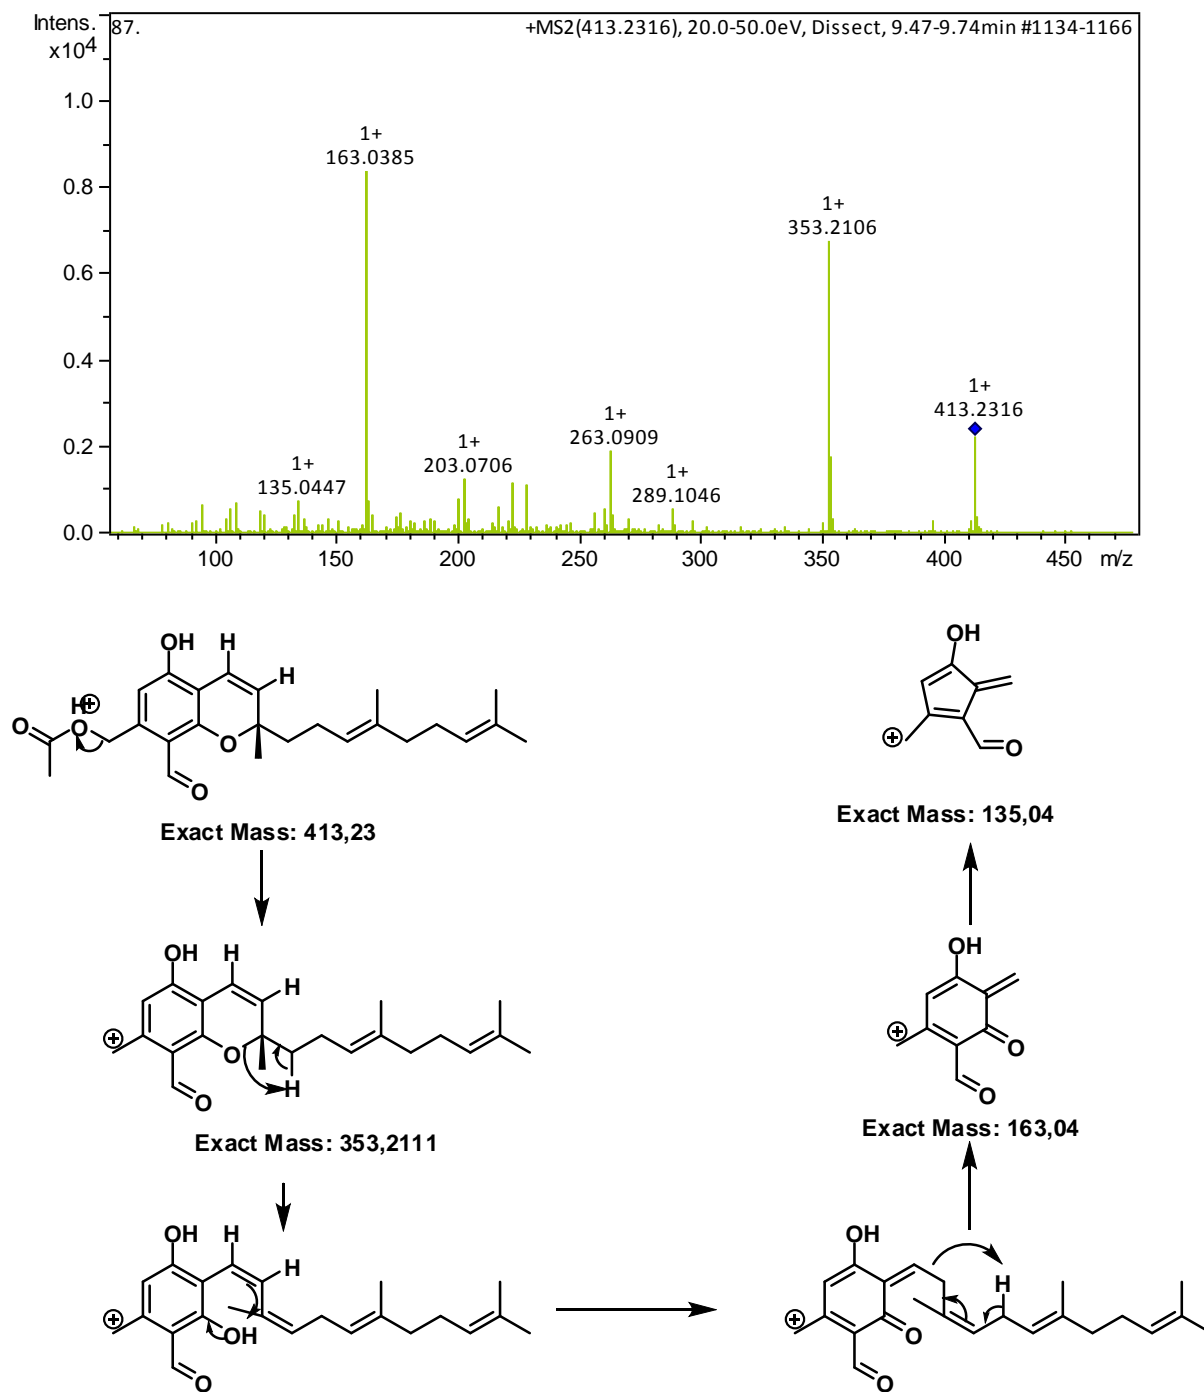 Intens.
x10⁴
87.
+MS2(413.2316), 20.0-50.0eV, Dissect, 9.47-9.74min #1134-1166
1.0
0.8
0.6
0.4
0.2
0.0
1+
163.0385
1+
353.2106
1+
413.2316
1+
263.0909
1+
203.0706
1+
289.1046
1+
135.0447
100
150
200
250
300
350
400
450
m/z
OH
H
H
H
⊕
O
O
O
O
Exact Mass: 413,23
OH
⊕
O
Exact Mass: 135,04
OH
H
H
⊕
O
H
O
Exact Mass: 353,2111
OH
⊕
O
O
Exact Mass: 163,04
OH
H
H
⊕
OH
O
OH
H
⊕
O
O